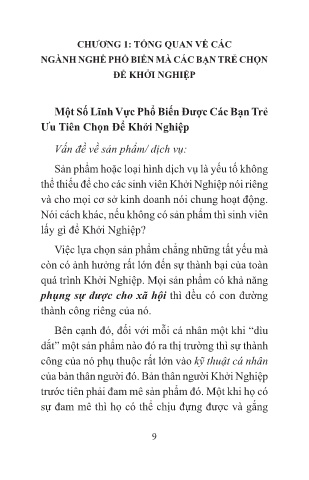 CHƯƠNG 1: TỔNG QUAN VỀ CÁC
NGÀNH NGHỀ PHỔ BIẾN MÀ CÁC BẠN TRẺ CHỌN
ĐỂ KHỞI NGHIỆP
Một Số Lĩnh Vực Phổ Biến Được Các Bạn Trẻ
Ưu Tiên Chọn Để Khởi Nghiệp
Vấn đề về sản phẩm/ dịch vụ:
Sản phẩm hoặc loại hình dịch vụ là yếu tố không
thể thiếu để cho các sinh viên Khởi Nghiệp nói riêng
và cho mọi cơ sở kinh doanh nói chung hoạt động.
Nói cách khác, nếu không có sản phẩm thì sinh viên
lấy gì để Khởi Nghiệp?
Việc lựa chọn sản phẩm chẳng những tất yếu mà
còn có ảnh hưởng rất lớn đến sự thành bại của toàn
quá trình Khởi Nghiệp. Mọi sản phẩm có khả năng
phụng sự được cho xã hội thì đều có con đường
thành công riêng của nó.
Bên cạnh đó, đối với mỗi cá nhân một khi “dìu
dắt” một sản phẩm nào đó ra thị trường thì sự thành
công của nó phụ thuộc rất lớn vào kỹ thuật cá nhân
của bản thân người đó. Bản thân người Khởi Nghiệp
trước tiên phải đam mê sản phẩm đó. Một khi họ có
sự đam mê thì họ có thể chịu đựng được và gắng
9